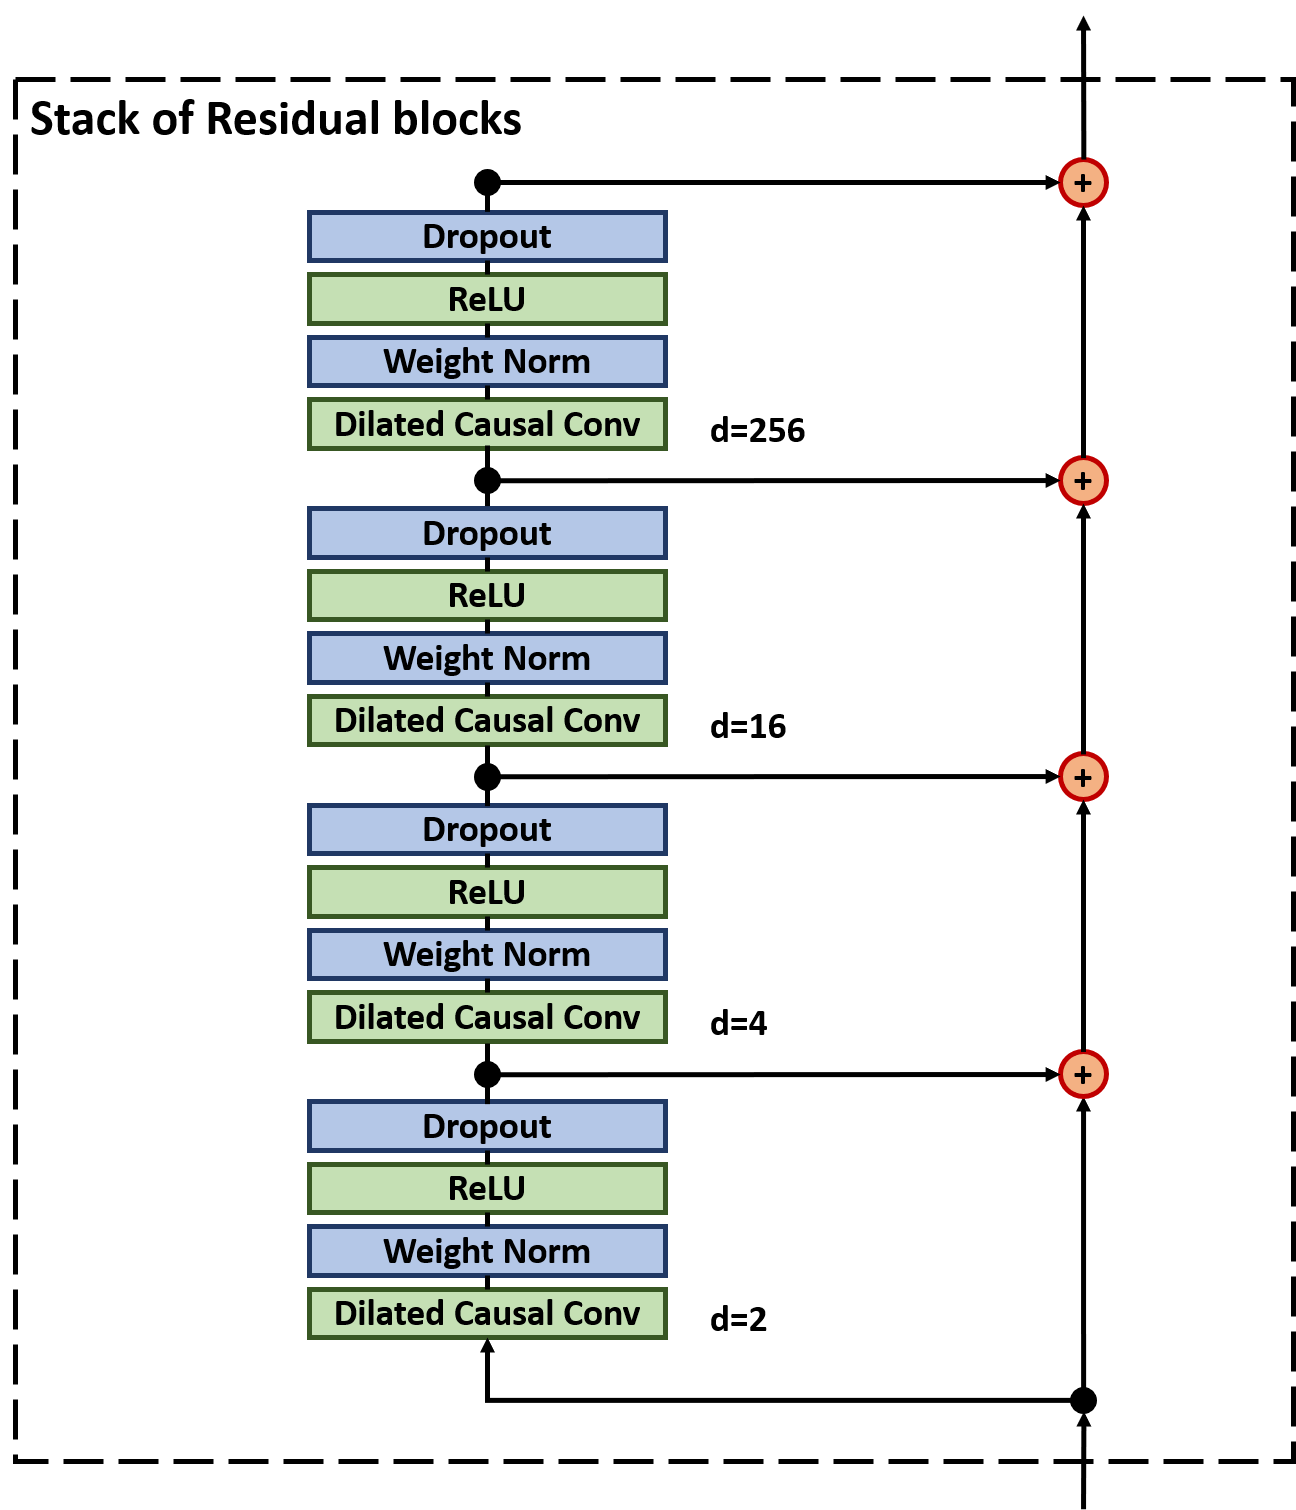 Stack of Residual blocks
+
Dropout
ReLU
Weight Norm
Dilated Causal Conv
d=256
+
Dropout
ReLU
Weight Norm
Dilated Causal Conv
d=16
+
Dropout
ReLU
Weight Norm
Dilated Causal Conv
d=4
+
Dropout
ReLU
Weight Norm
Dilated Causal Conv
d=2